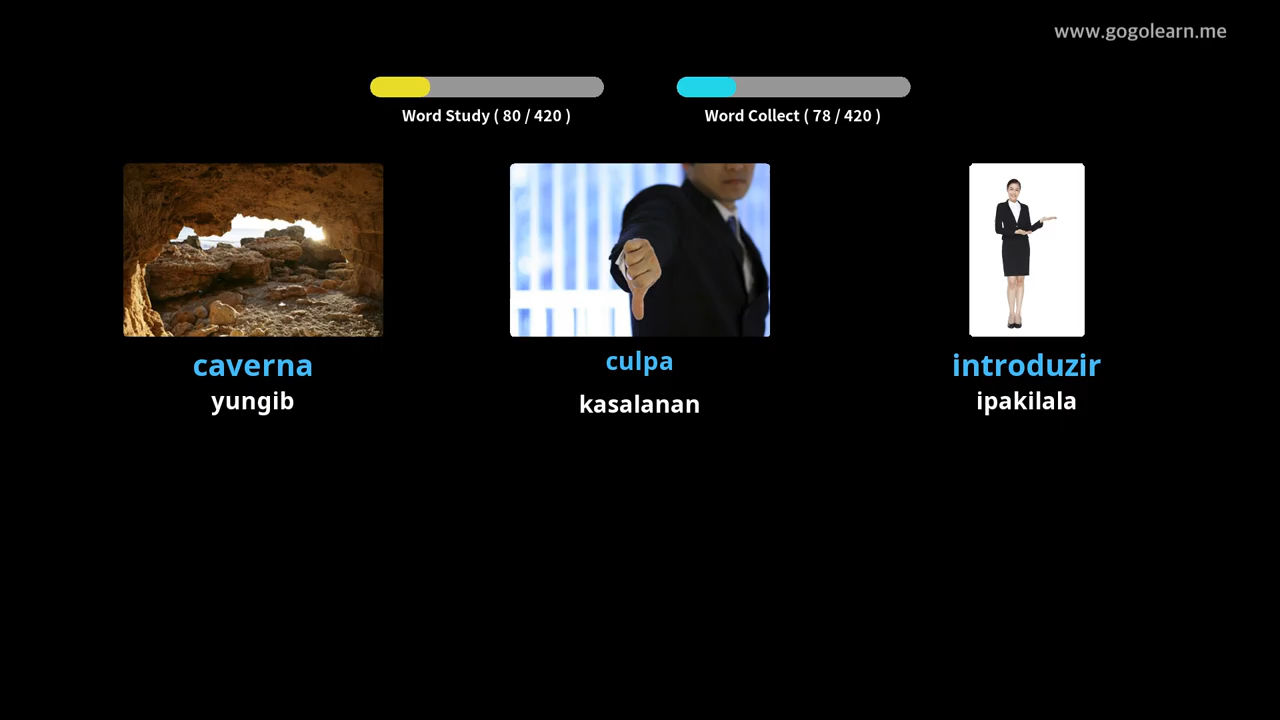 www.gogolearn.me
Word Study ( 80 / 420 )
Word Collect ( 78 / 420 )
caverna
yungib
culpa
kasalanan
introduzir
ipakilala